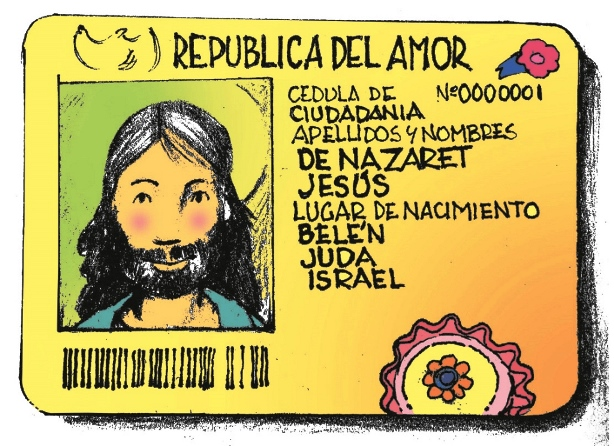 REPUBLICA DEL AMOR
CEDULA DE Nº0000001
CIUDADANIA
APELLIDOS Y NOMBRES
DE NAZARET
JESÚS
LUGAR DE NACIMIENTO
BELÉN
JUDA
ISRAEL